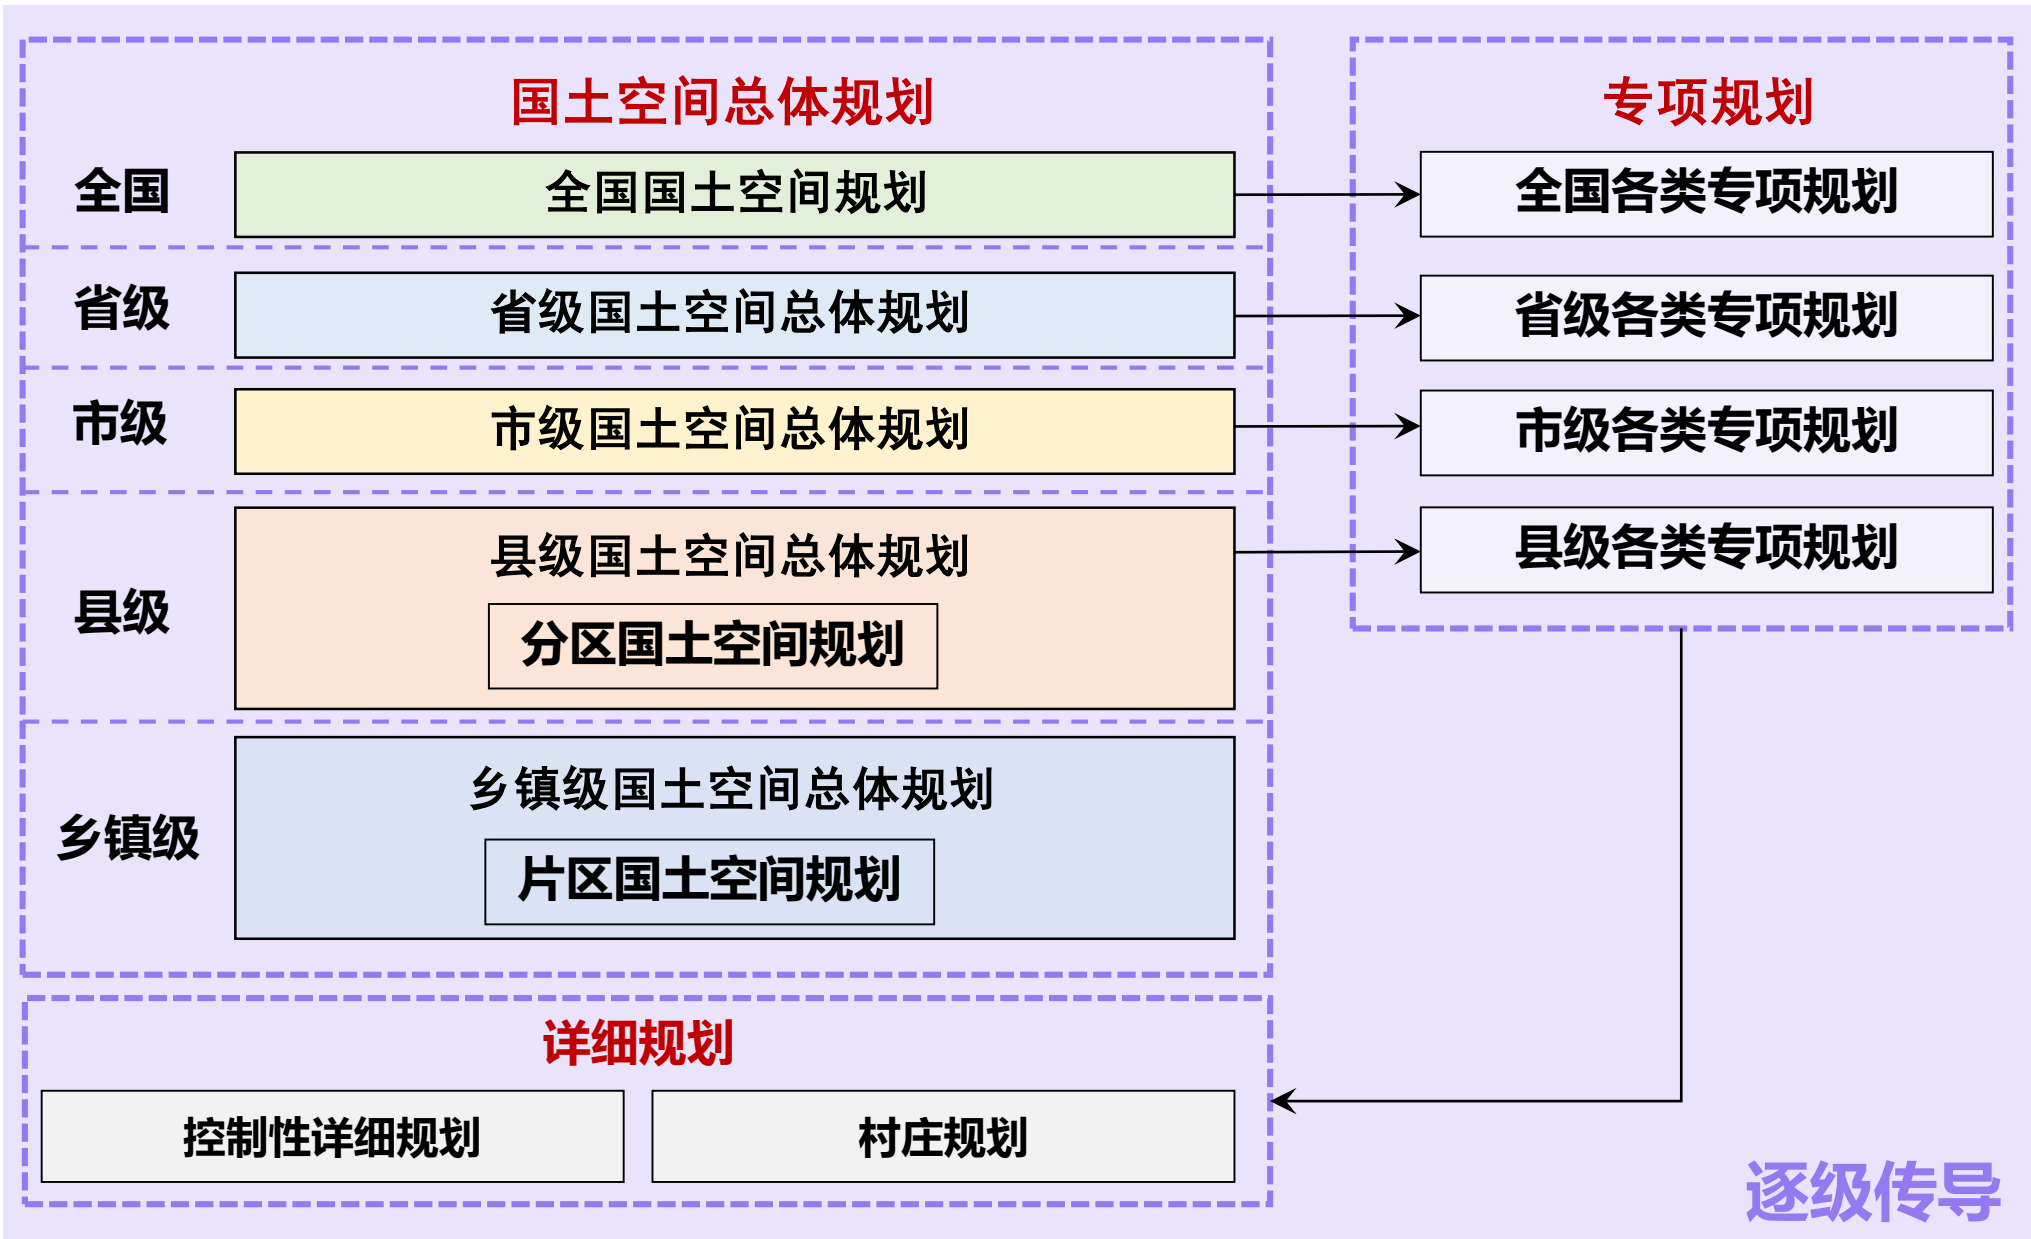 国土空间总体规划
全国
全国国土空间规划
省级
省级国土空间总体规划
市级
市级国土空间总体规划
县级
县级国土空间总体规划
分区国土空间规划
乡镇级
乡镇级国土空间总体规划
片区国土空间规划
专项规划
全国各类专项规划
省级各类专项规划
市级各类专项规划
县级各类专项规划
详细规划
控制性详细规划
村庄规划
逐级传导